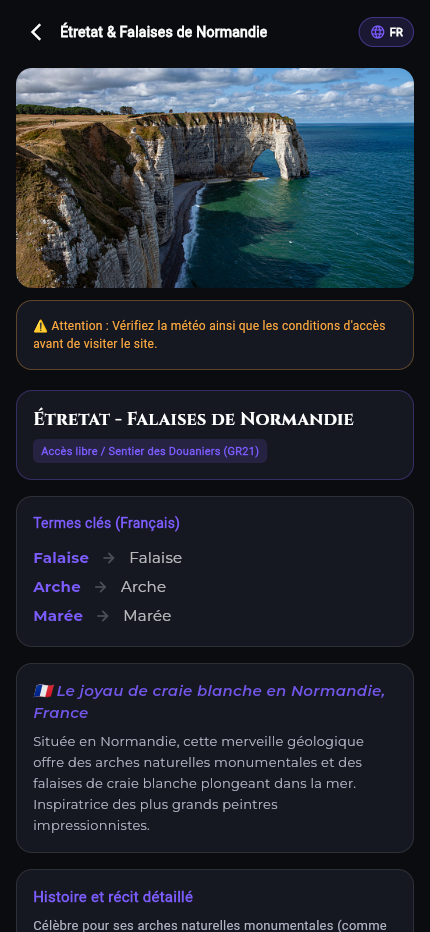 Étretat & Falaises de Normandie
FR
⚠️ Attention : Vérifiez la météo ainsi que les conditions d'accès
avant de visiter le site.
Étretat - Falaises de Normandie
Accès libre / Sentier des Douaniers (GR21)
Termes clés (Français)
Falaise → Falaise
Arche → Arche
Marée → Marée
🇫🇷 Le joyau de craie blanche en Normandie,
France
Située en Normandie, cette merveille géologique
offre des arches naturelles monumentales et des
falaises de craie blanche plongeant dans la mer.
Inspiratrice des plus grands peintres
impressionnistes.
Histoire et récit détaillé
Célèbre pour ses arches naturelles monumentales (comme